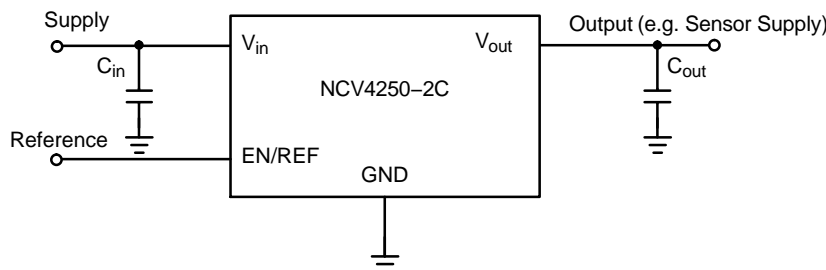 Supply
Output (e.g. Sensor Supply)
Vin
Vout
Cin
Cout
NCV4250−2C
Reference
EN/REF
GND